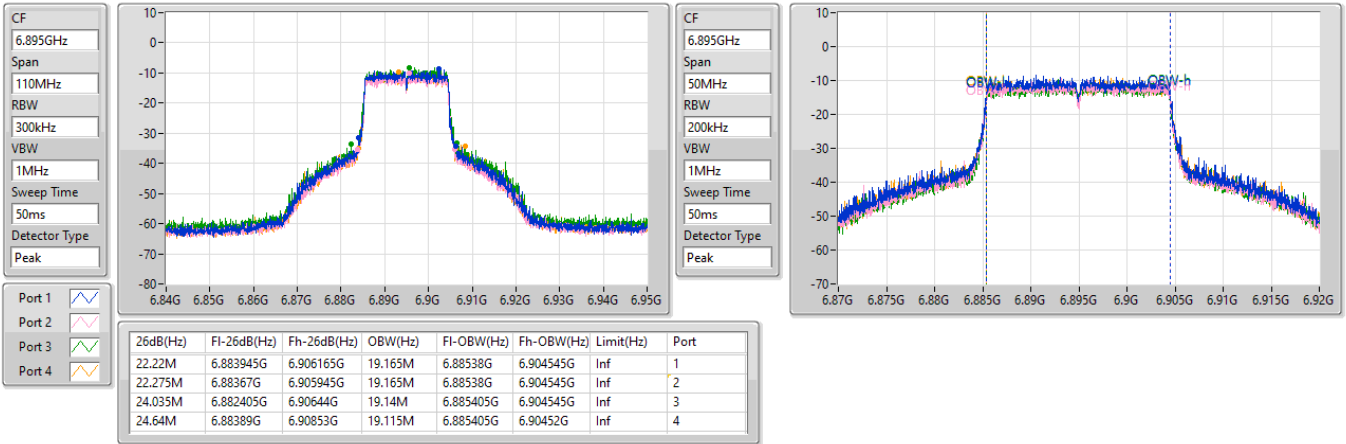 CF
6.895GHz
Span
110MHz
RBW
300kHz
VBW
1MHz
Sweep Time
50ms
Detector Type
Peak
Port 1
Port 2
Port 3
Port 4
10
0
-10
-20
-30
-40
-50
-60
-70
-80
6.84G 6.85G 6.86G 6.87G 6.88G 6.89G 6.9G 6.91G 6.92G 6.93G 6.94G 6.95G
CF
6.895GHz
Span
50MHz
RBW
200kHz
VBW
1MHz
Sweep Time
50ms
Detector Type
Peak
10
0
-10
-20
-30
-40
-50
-60
-70
OBW-h
6.87G 6.875G 6.88G 6.885G 6.89G 6.895G 6.9G 6.905G 6.91G 6.915G 6.92G
26dB(Hz) Fl-26dB(Hz) Fh-26dB(Hz) OBW(Hz) Fl-OBW(Hz) Fh-OBW(Hz) Limit(Hz) Port
22.22M 6.883945G 6.906165G 19.165M 6.88538G 6.904545G Inf 1
22.275M 6.88367G 6.905945G 19.165M 6.88538G 6.904545G Inf 2
24.035M 6.882405G 6.90644G 19.14M 6.885405G 6.904545G Inf 3
24.64M 6.88389G 6.90853G 19.115M 6.885405G 6.90452G Inf 4